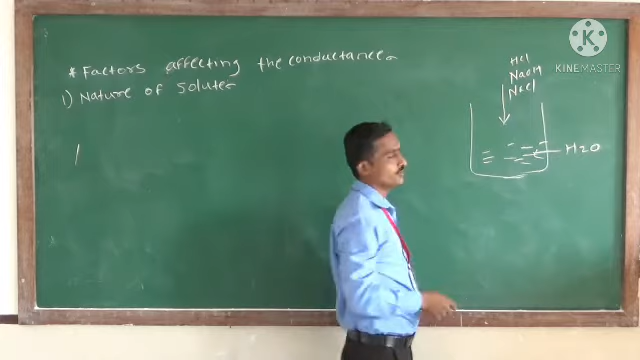 * Factors affecting the conductance
1) Nature of solute
HCl
NaOH
NaCl
H2O
K
KINEMASTER